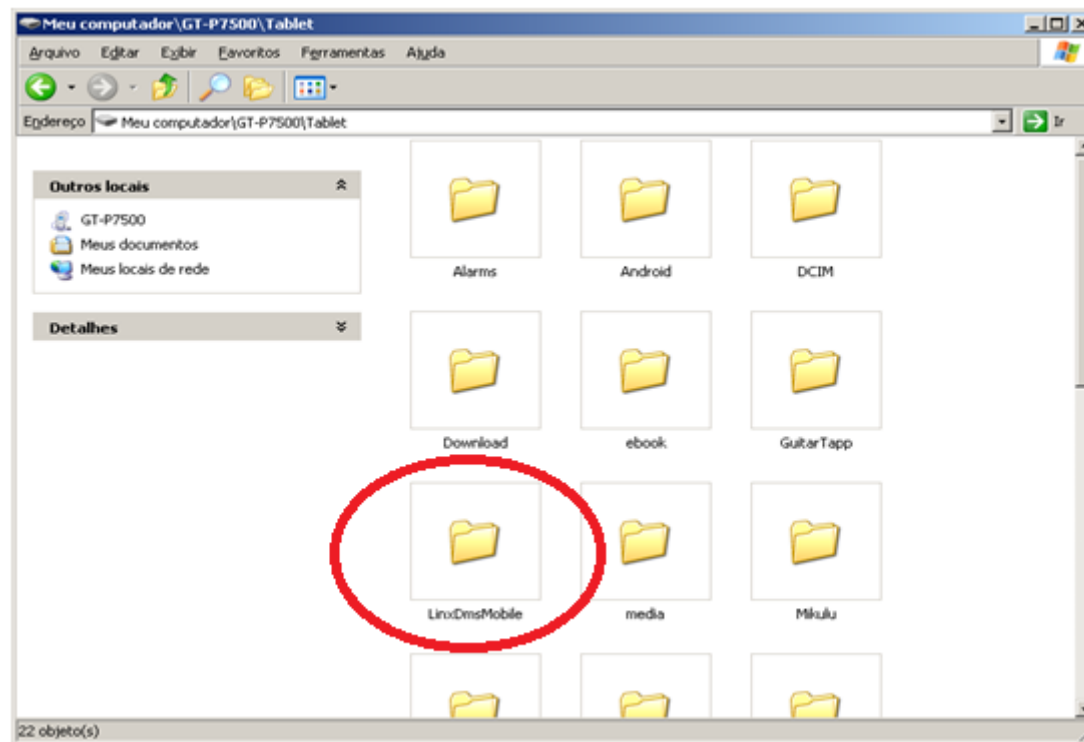 Meu computador\GT-P7500\Tablet
Arquivo Editar Exibir Favoritos Ferramentas Ajuda
Endereço Meu computador\GT-P7500\Tablet Ir
Outros locais
GT-P7500
Meus documentos
Meus locais de rede
Detalhes
Alarms Android DCIM
Download ebook GuitarTapp
LinxDmsMobile media Mikulu
22 objeto(s)